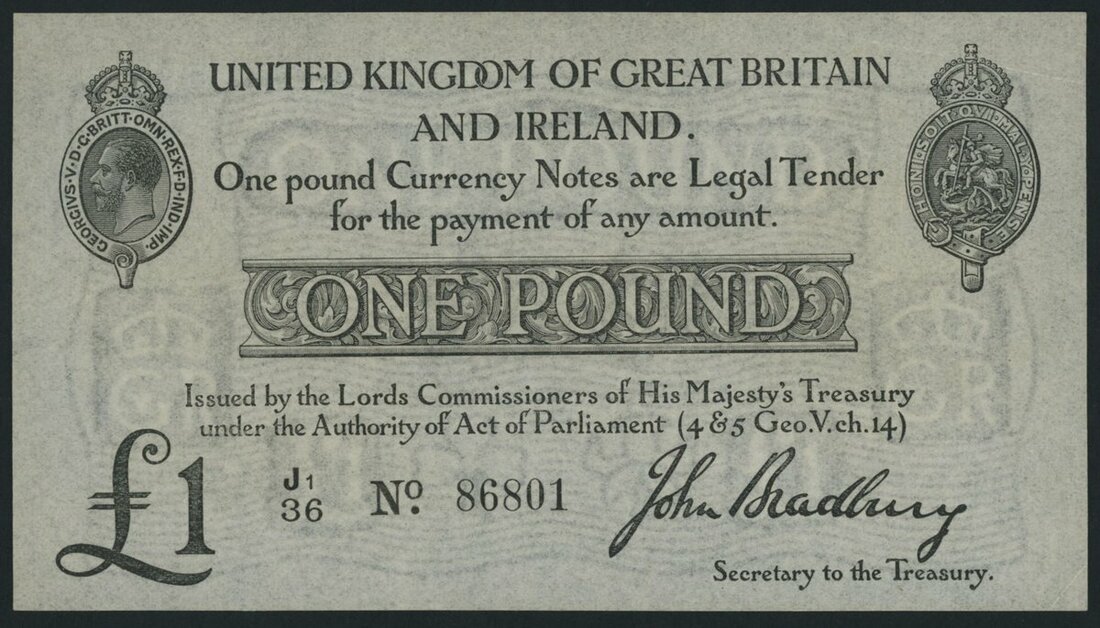 UNITED KINGDOM OF GREAT BRITAIN
AND IRELAND.
GEORGIVS·V·D·G·BRITT·OMN·REX·F·D·IND·IMP·
HONI·SOIT·QVI·MAL·Y·PENSE
One pound Currency Notes are Legal Tender
for the payment of any amount.
ONE POUND
Issued by the Lords Commissioners of His Majesty's Treasury
under the Authority of Act of Parliament (4 & 5 Geo.V.ch.14)
£1
J 1
36
No. 86801
John Bradbury
Secretary to the Treasury.